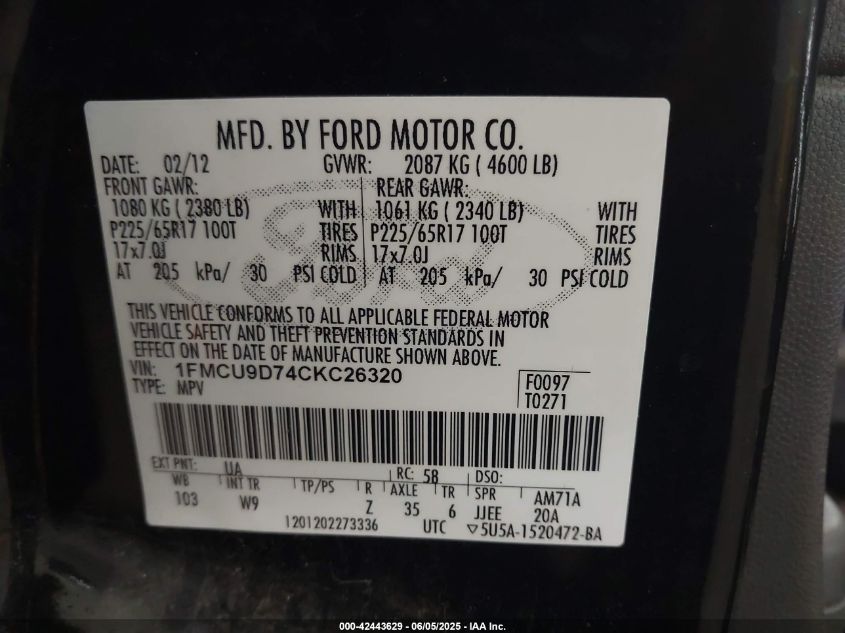 MFD. BY FORD MOTOR CO.
DATE: 02/12 GVWR: 2087 KG ( 4600 LB)
FRONT GAWR: REAR GAWR:
1080 KG ( 2380 LB) WITH 1061 KG ( 2340 LB) WITH
P225/65R17 100T TIRES P225/65R17 100T TIRES
17x7.0J RIMS 17x7.0J RIMS
AT 205 kPa/ 30 PSI COLD AT 205 kPa/ 30 PSI COLD
Ford
THIS VEHICLE CONFORMS TO ALL APPLICABLE FEDERAL MOTOR
VEHICLE SAFETY AND THEFT PREVENTION STANDARDS IN
EFFECT ON THE DATE OF MANUFACTURE SHOWN ABOVE.
VIN: 1FMCU9D74CKC26320 F0097
TYPE: MPV T0271
EXT PNT: UA RC: 58 DSO:
WB INT TR TP/PS R AXLE TR SPR AM71A
103 W9 Z 35 6 JJEE 20A
1201202273336 UTC ▽5U5A-1520472-BA
000-42443629 - 06/05/2025 - IAA Inc.